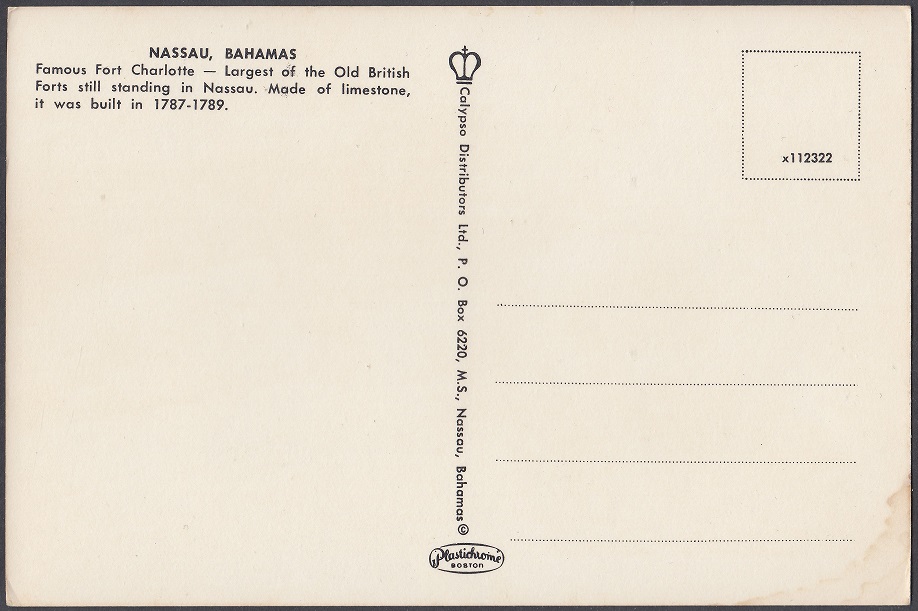 NASSAU, BAHAMAS
Famous Fort Charlotte — Largest of the Old British
Forts still standing in Nassau. Made of limestone,
it was built in 1787-1789.
Calypso Distributors Ltd., P. O. Box 6220, M.S., Nassau, Bahamas ©
Plastichrome
BOSTON
x112322